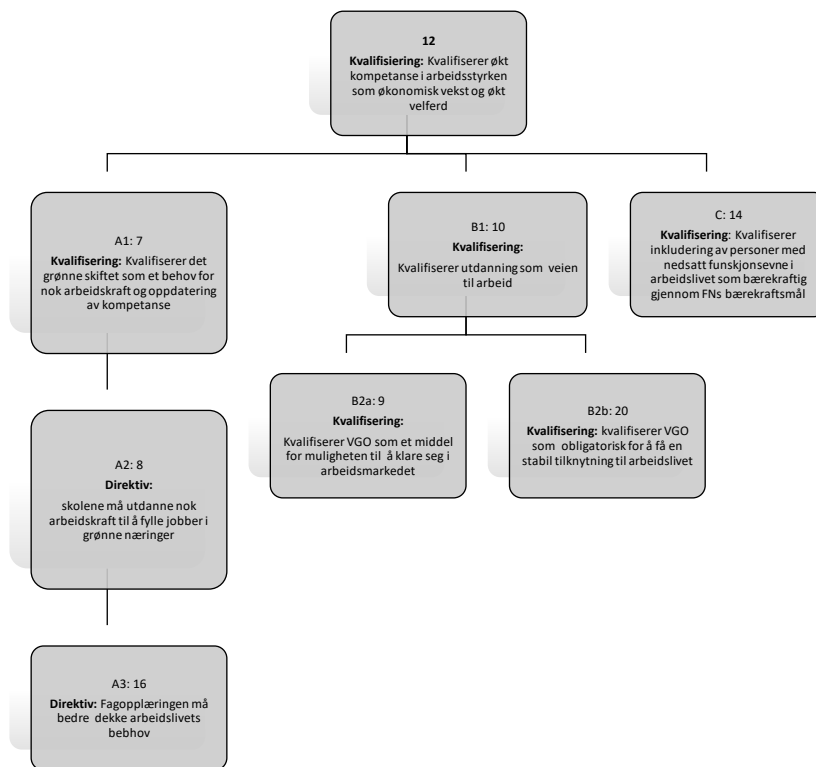 12
Kvalifisiering: Kvalifiserer økt
kompetanse i arbeidsstyrken
som økonomisk vekst og økt
velferd
A1: 7
Kvalifisering: Kvalifiserer det
grønne skiftet som et behov for
nok arbeidskraft og oppdatering
av kompetanse
B1: 10
Kvalifisering:
Kvalifiserer utdanning som veien
til arbeid
C: 14
Kvalifisering: Kvalifiserer
inkludering av personer med
nedsatt funskjonsevne i
arbeidslivet som bærekraftig
gjennom FNs bærekraftsmål
B2a: 9
Kvalifisering:
Kvalifiserer VGO som et middel
for muligheten til å klare seg i
arbeidsmarkedet
B2b: 20
Kvalifisering: kvalifiserer VGO
som obligatorisk for å få en
stabil tilknytning til arbeidslivet
A2: 8
Direktiv:
skolene må utdanne nok
arbeidskraft til å fylle jobber i
grønne næringer
A3: 16
Direktiv: Fagopplæringen må
bedre dekke arbeidslivets
bebhov